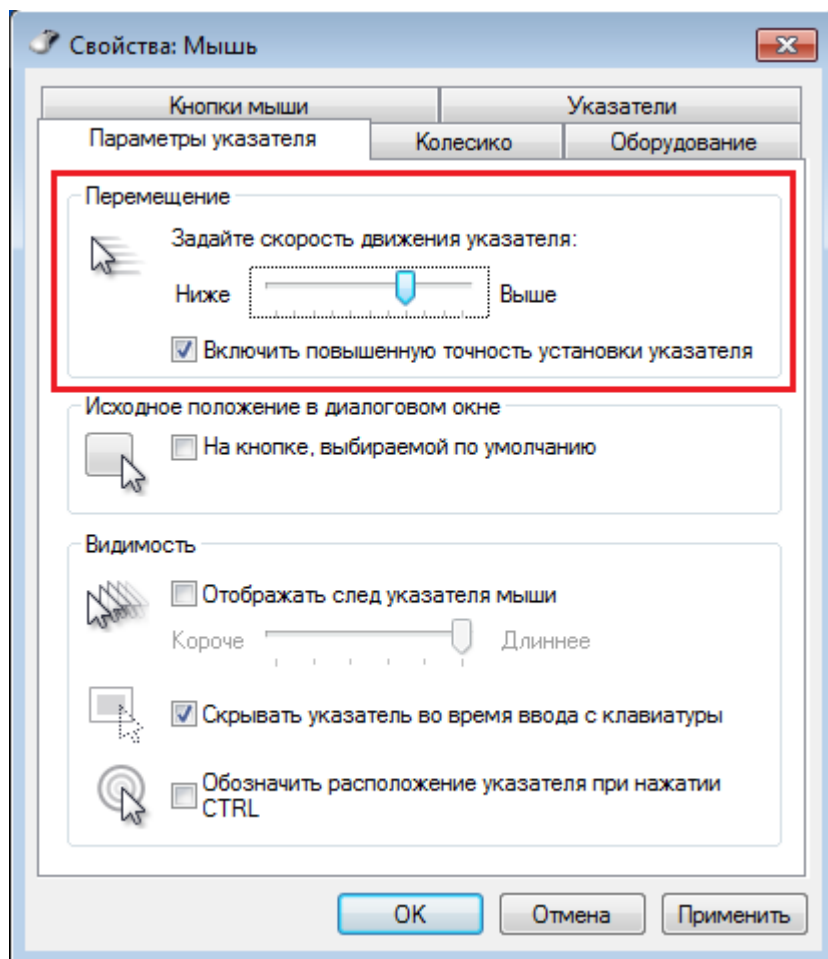 Свойства: Мышь
Кнопки мыши
Указатели
Параметры указателя
Колесико
Оборудование
Перемещение
Задайте скорость движения указателя:
Ниже
Выше
Включить повышенную точность установки указателя
Исходное положение в диалоговом окне
На кнопке, выбираемой по умолчанию
Видимость
Отображать след указателя мыши
Короче
Длиннее
Скрывать указатель во время ввода с клавиатуры
Обозначить расположение указателя при нажатии
CTRL
OK
Отмена
Применить